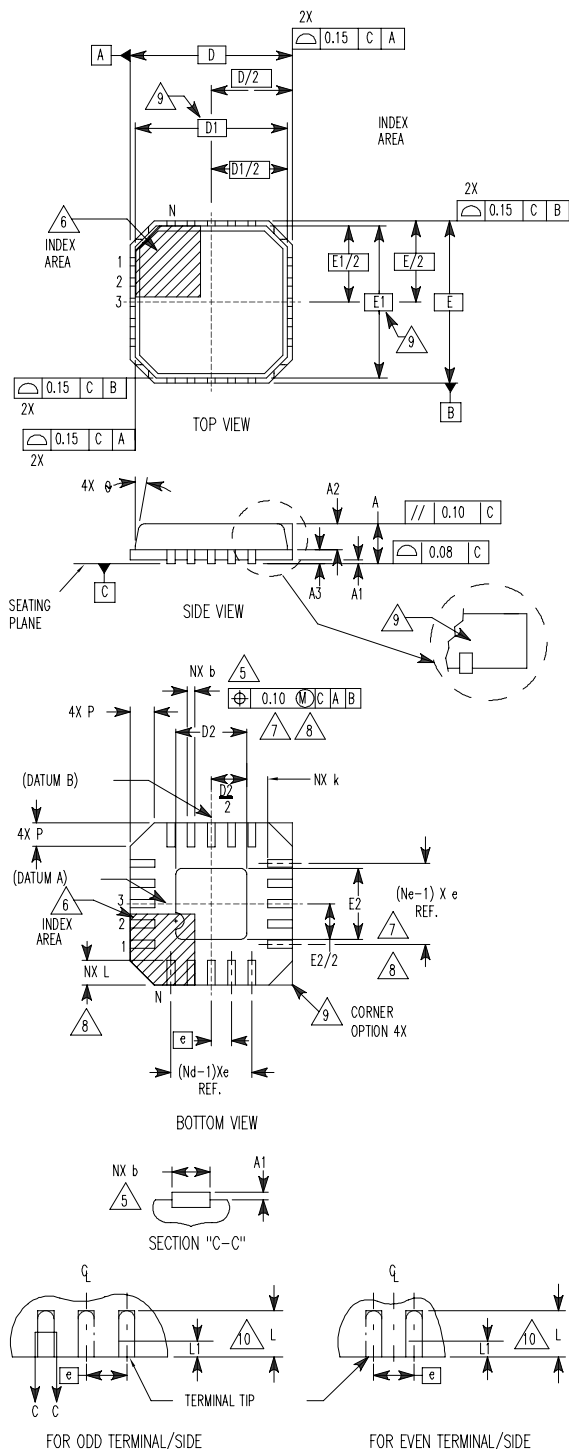 2X
⌓ 0.15 C A
A
D
D/2
9
D1
INDEX
AREA
D1/2
2X
⌓ 0.15 C B
6
N
INDEX
AREA
1
2
3
E1/2
E/2
E1
E
9
⌓ 0.15 C B
2X
B
TOP VIEW
⌓ 0.15 C A
2X
4X θ
A2
A
// 0.10 C
⌓ 0.08 C
C
A3
A1
SEATING
PLANE
SIDE VIEW
9
NX b
5
⌖ 0.10 Ⓜ C A B
4X P
D2
7
8
(DATUM B)
D2
2
NX k
4X P
(DATUM A)
6
INDEX
AREA
3
2
1
E2
(Ne-1) X e
REF.
7
E2/2
8
NX L
8
N
9
CORNER
OPTION 4X
e
(Nd-1)Xe
REF.
BOTTOM VIEW
NX b
A1
5
SECTION "C-C"
℄
℄
L
10
L1
L
10
L1
e
e
TERMINAL TIP
C C
FOR ODD TERMINAL/SIDE
FOR EVEN TERMINAL/SIDE